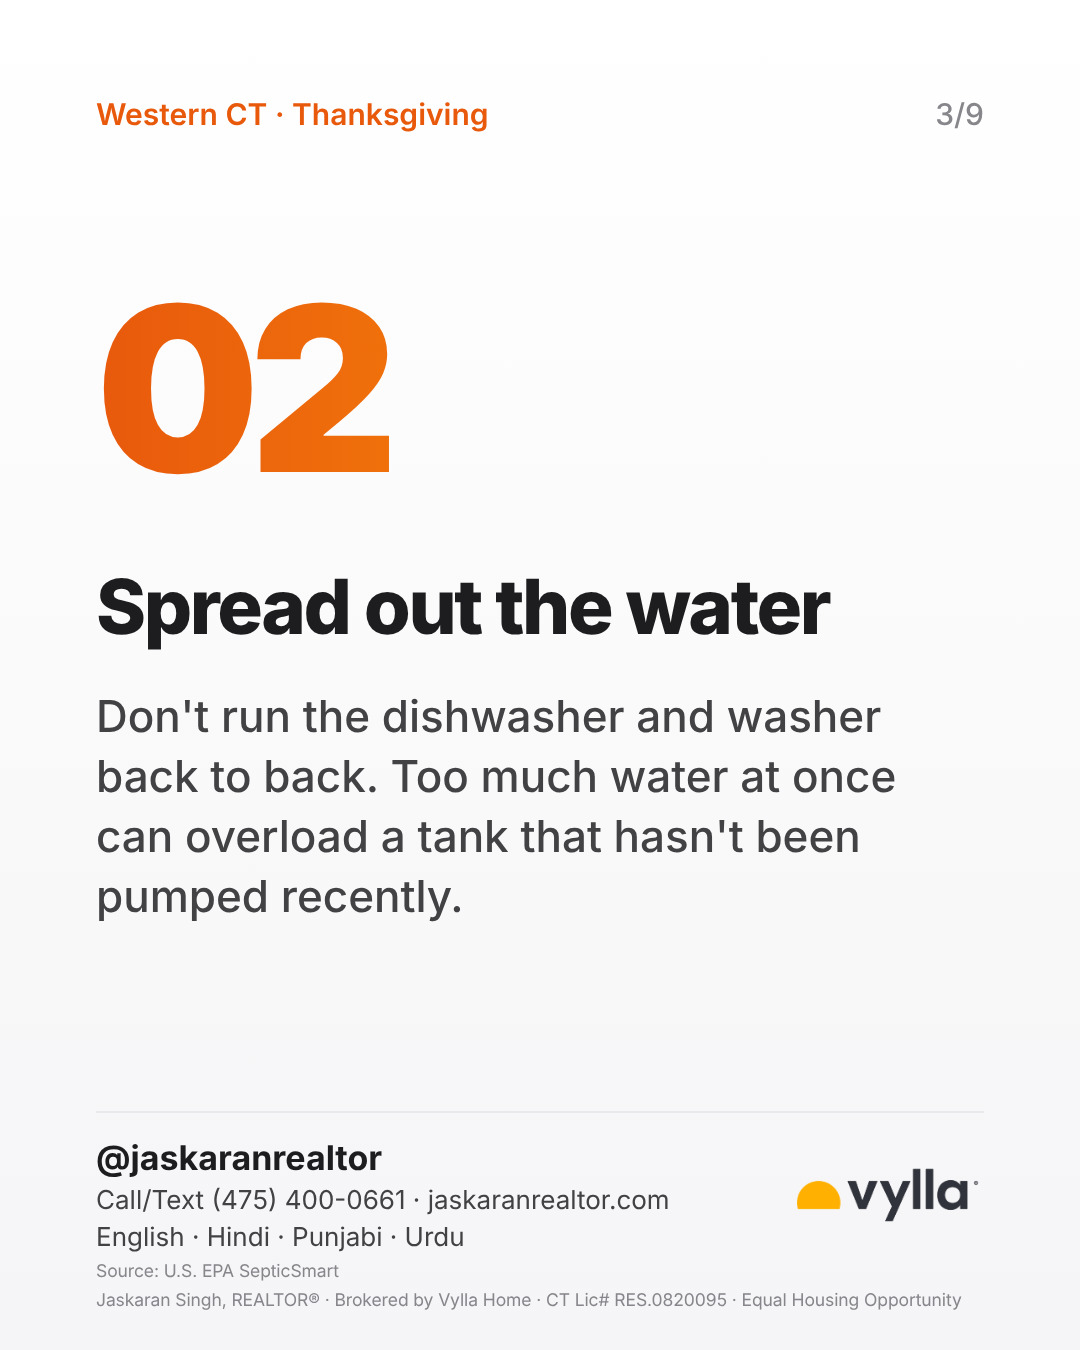 Western CT · Thanksgiving
3/9
02
Spread out the water
Don't run the dishwasher and washer
back to back. Too much water at once
can overload a tank that hasn't been
pumped recently.
@jaskaranrealtor
Call/Text (475) 400-0661 · jaskaranrealtor.com
English · Hindi · Punjabi · Urdu
vylla
Source: U.S. EPA SepticSmart
Jaskaran Singh, REALTOR® · Brokered by Vylla Home · CT Lic# RES.0820095 · Equal Housing Opportunity